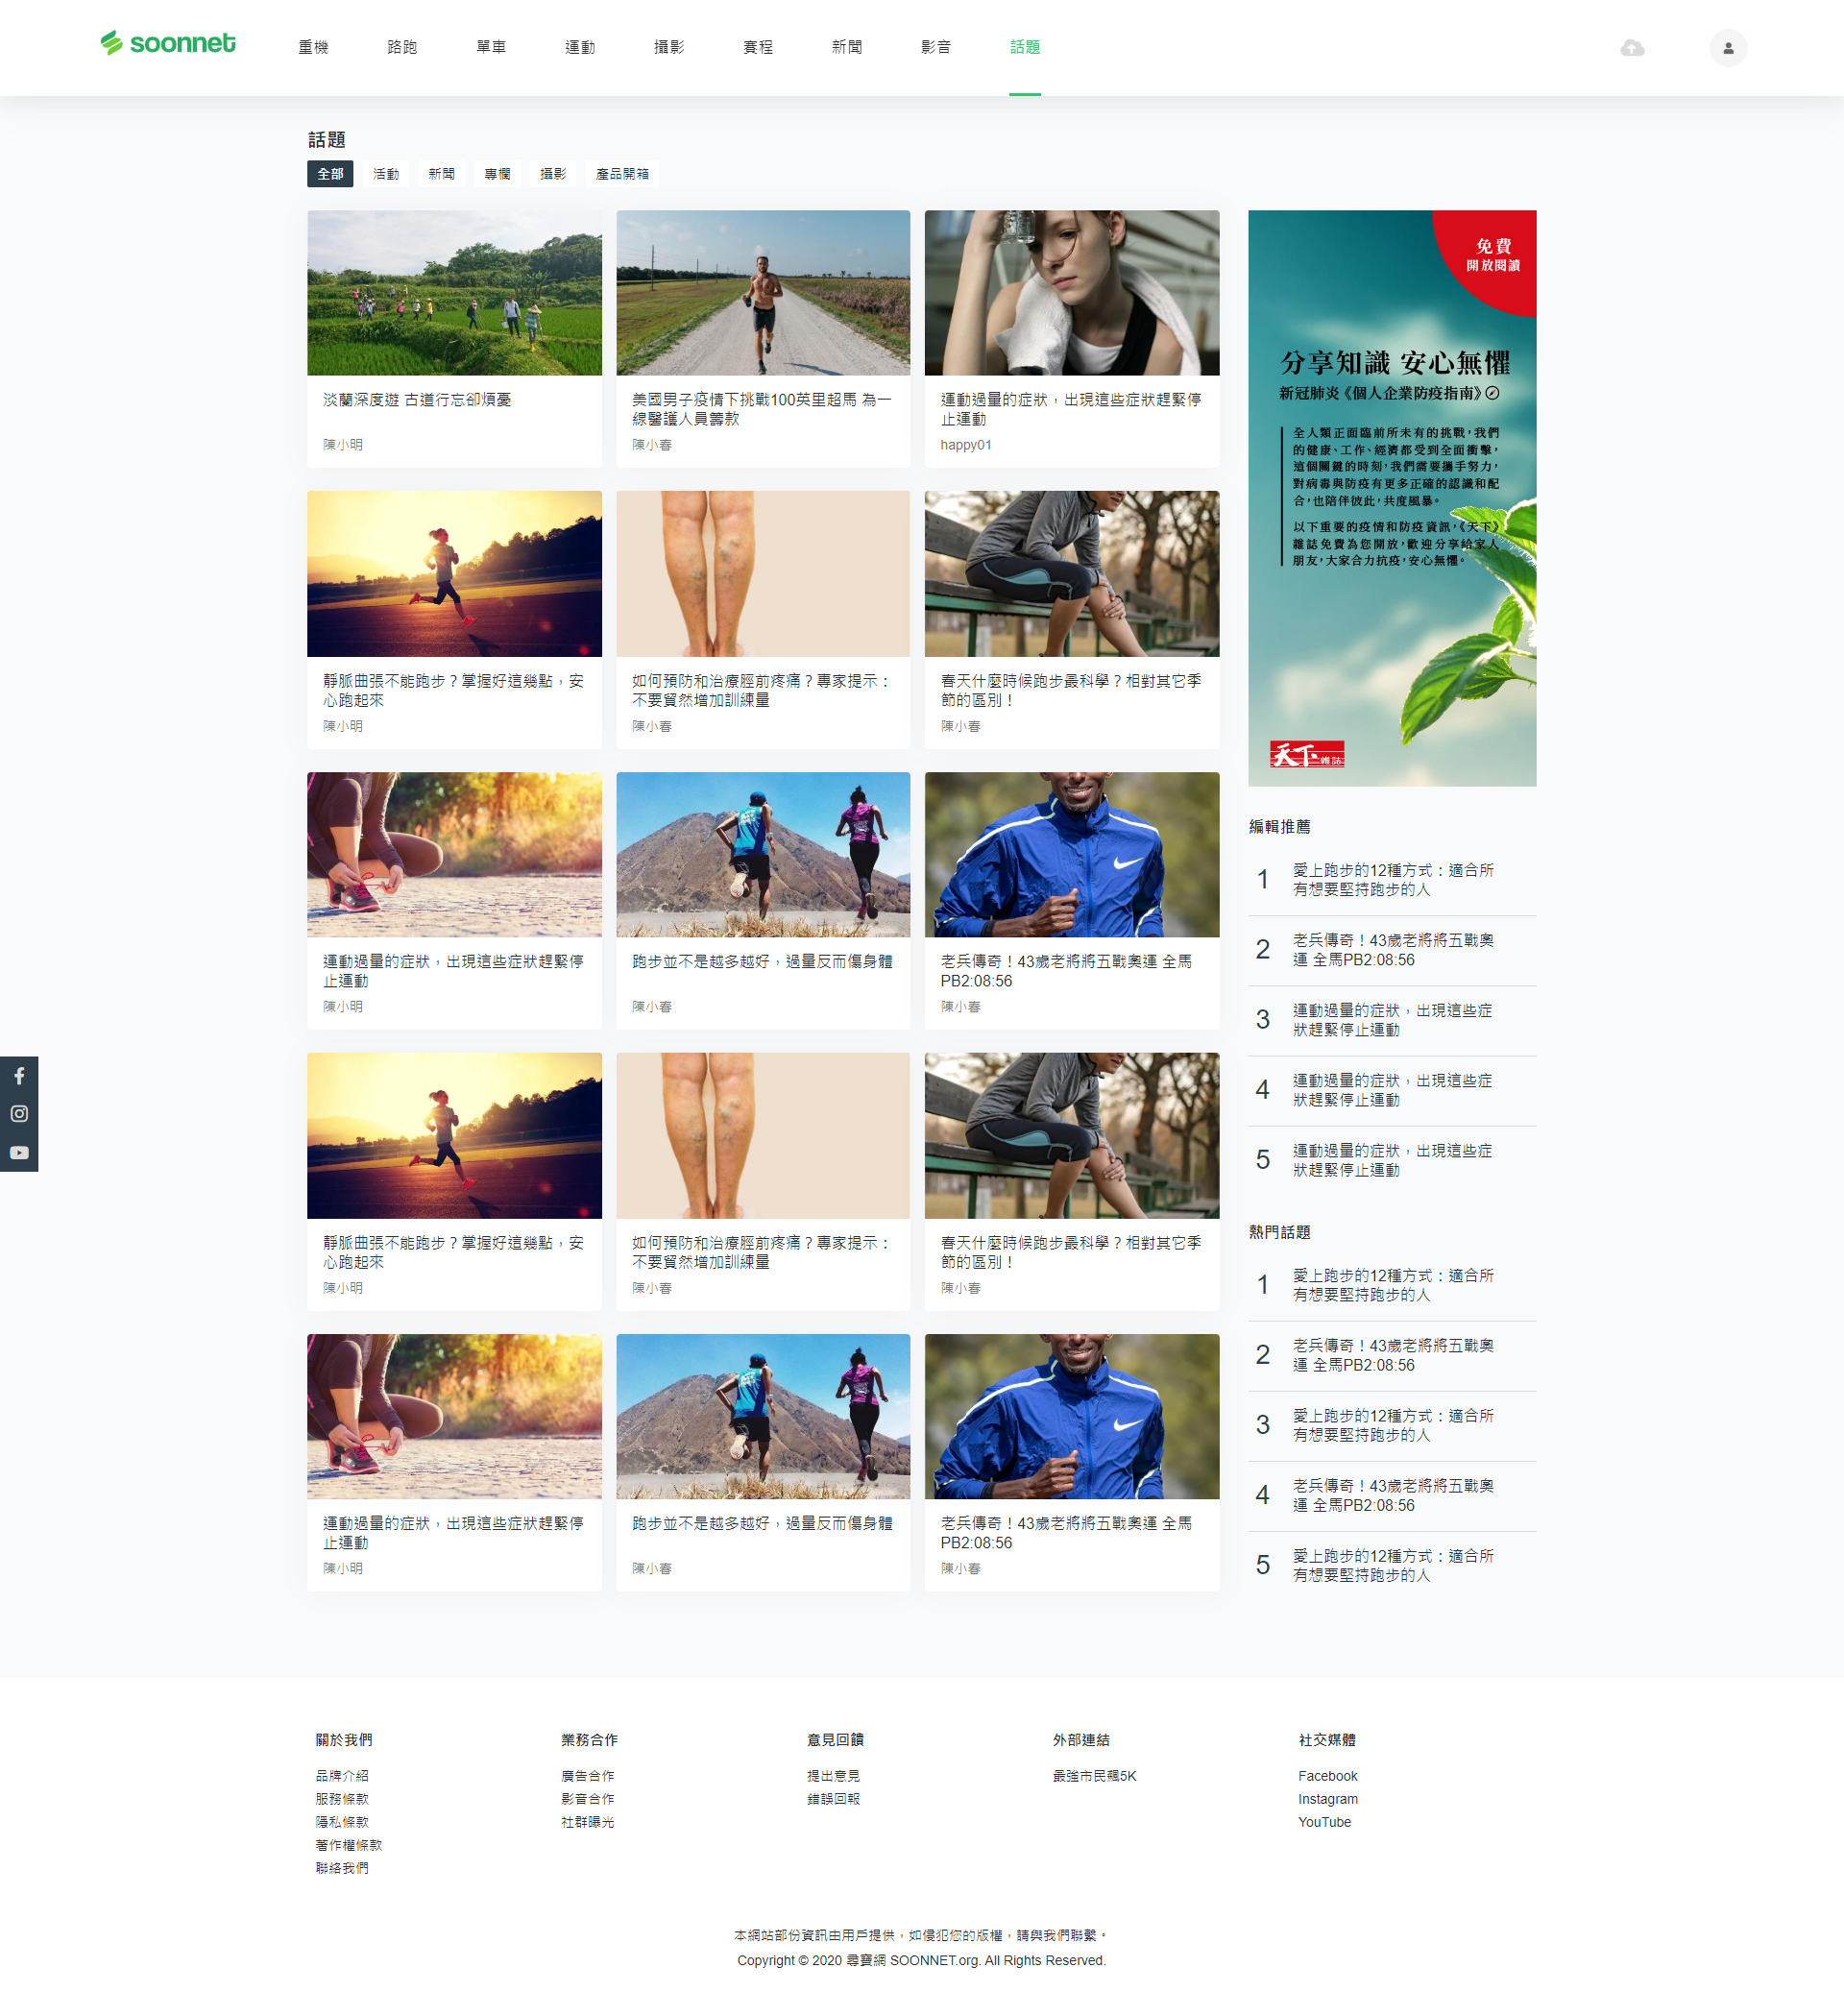 soonnet
重機
路跑
單車
運動
攝影
賽程
新聞
影音
話題
話題
全部
活動
新聞
專欄
攝影
產品開箱
淡蘭深度遊 古道行忘卻煩憂
陳小明
美國男子疫情下挑戰100英里超馬 為一
線醫護人員籌款
陳小春
運動過量的症狀，出現這些症狀趕緊停
止運動
happy01
靜脈曲張不能跑步？掌握好這幾點，安
心跑起來
陳小明
如何預防和治療脛前疼痛？專家提示：
不要貿然增加訓練量
陳小春
春天什麼時候跑步最科學？相對其它季
節的區別！
陳小春
運動過量的症狀，出現這些症狀趕緊停
止運動
陳小明
跑步並不是越多越好，過量反而傷身體
陳小春
老兵傳奇！43歲老將將五戰奧運 全馬
PB2:08:56
陳小春
靜脈曲張不能跑步？掌握好這幾點，安
心跑起來
陳小明
如何預防和治療脛前疼痛？專家提示：
不要貿然增加訓練量
陳小春
春天什麼時候跑步最科學？相對其它季
節的區別！
陳小春
運動過量的症狀，出現這些症狀趕緊停
止運動
陳小明
跑步並不是越多越好，過量反而傷身體
陳小春
老兵傳奇！43歲老將將五戰奧運 全馬
PB2:08:56
陳小春
免費
開放閱讀
分享知識 安心無懼
新冠肺炎《個人企業防疫指南》
全人類正面臨前所未有的挑戰，我們
的健康、工作、經濟都受到全面衝擊，
這個關鍵的時刻，我們需要攜手努力，
對病毒與防疫有更多正確的認識和配
合，也陪伴彼此，共度風暴。
以下重要的疫情和防疫資訊，《天下》
雜誌免費為您開放，歡迎分享給家人
朋友，大家合力抗疫，安心無懼。
天下雜誌
編輯推薦
1 愛上跑步的12種方式：適合所
有想要堅持跑步的人
2 老兵傳奇！43歲老將將五戰奧
運 全馬PB2:08:56
3 運動過量的症狀，出現這些症
狀趕緊停止運動
4 運動過量的症狀，出現這些症
狀趕緊停止運動
5 運動過量的症狀，出現這些症
狀趕緊停止運動
熱門話題
1 愛上跑步的12種方式：適合所
有想要堅持跑步的人
2 老兵傳奇！43歲老將將五戰奧
運 全馬PB2:08:56
3 愛上跑步的12種方式：適合所
有想要堅持跑步的人
4 老兵傳奇！43歲老將將五戰奧
運 全馬PB2:08:56
5 愛上跑步的12種方式：適合所
有想要堅持跑步的人
關於我們
品牌介紹
服務條款
隱私條款
著作權條款
聯絡我們
業務合作
廣告合作
影音合作
社群曝光
意見回饋
提出意見
錯誤回報
外部連結
最強市民飆5K
社交媒體
Facebook
Instagram
YouTube
本網站部份資訊由用戶提供，如侵犯您的版權，請與我們聯繫。
Copyright © 2020 尋寶網 SOONNET.org. All Rights Reserved.